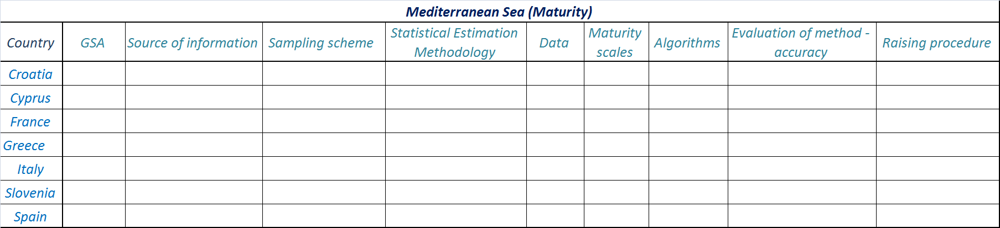 Mediterranean Sea (Maturity)
Country GSA Source of information Sampling scheme Statistical Estimation Methodology Data Maturity scales Algorithms Evaluation of method - accuracy Raising procedure
Croatia
Cyprus
France
Greece
Italy
Slovenia
Spain